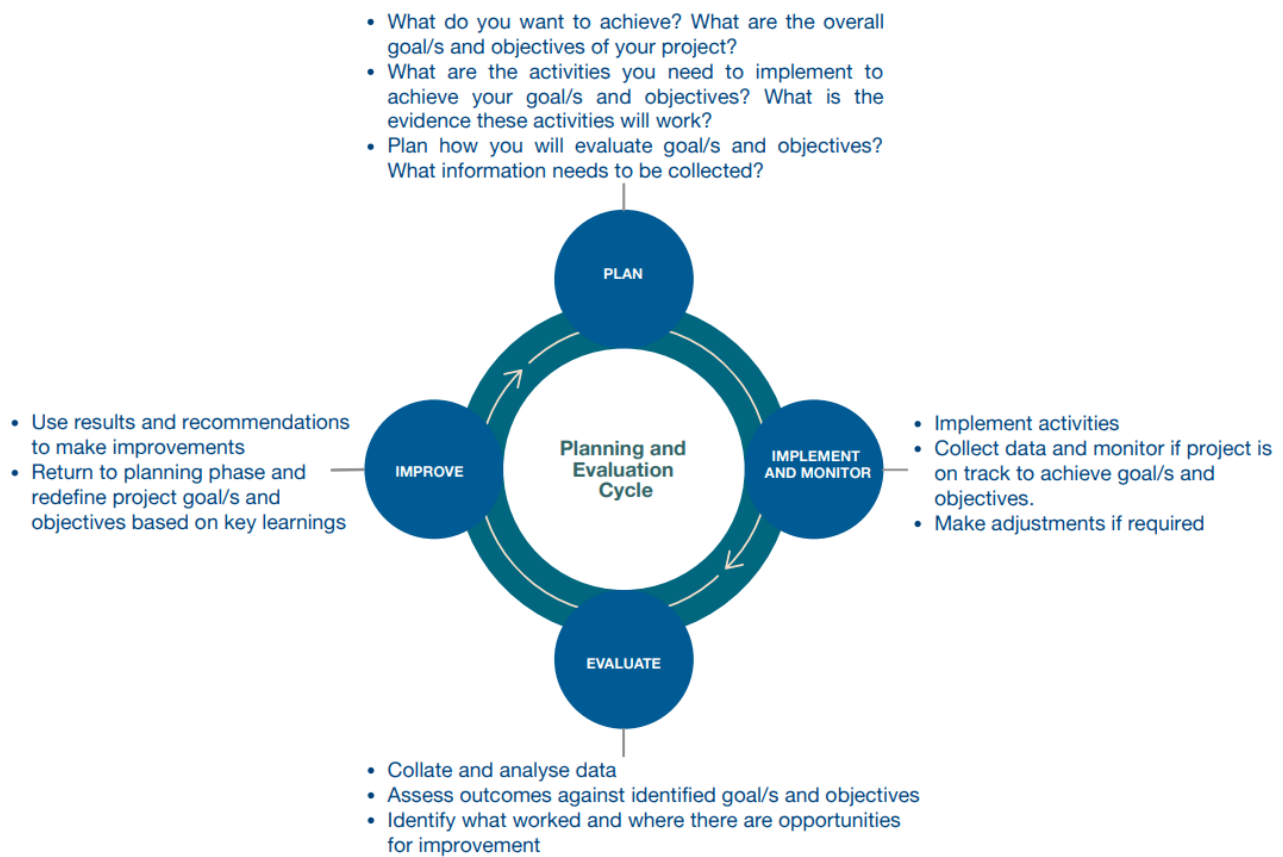 • What do you want to achieve? What are the overall
goal/s and objectives of your project?
• What are the activities you need to implement to
achieve your goal/s and objectives? What is the
evidence these activities will work?
• Plan how you will evaluate goal/s and objectives?
What information needs to be collected?
PLAN
• Use results and recommendations
to make improvements
• Return to planning phase and
redefine project goal/s and
objectives based on key learnings
IMPROVE
Planning and
Evaluation
Cycle
IMPLEMENT
AND MONITOR
• Implement activities
• Collect data and monitor if project is
on track to achieve goal/s and
objectives.
• Make adjustments if required
EVALUATE
• Collate and analyse data
• Assess outcomes against identified goal/s and objectives
• Identify what worked and where there are opportunities
for improvement